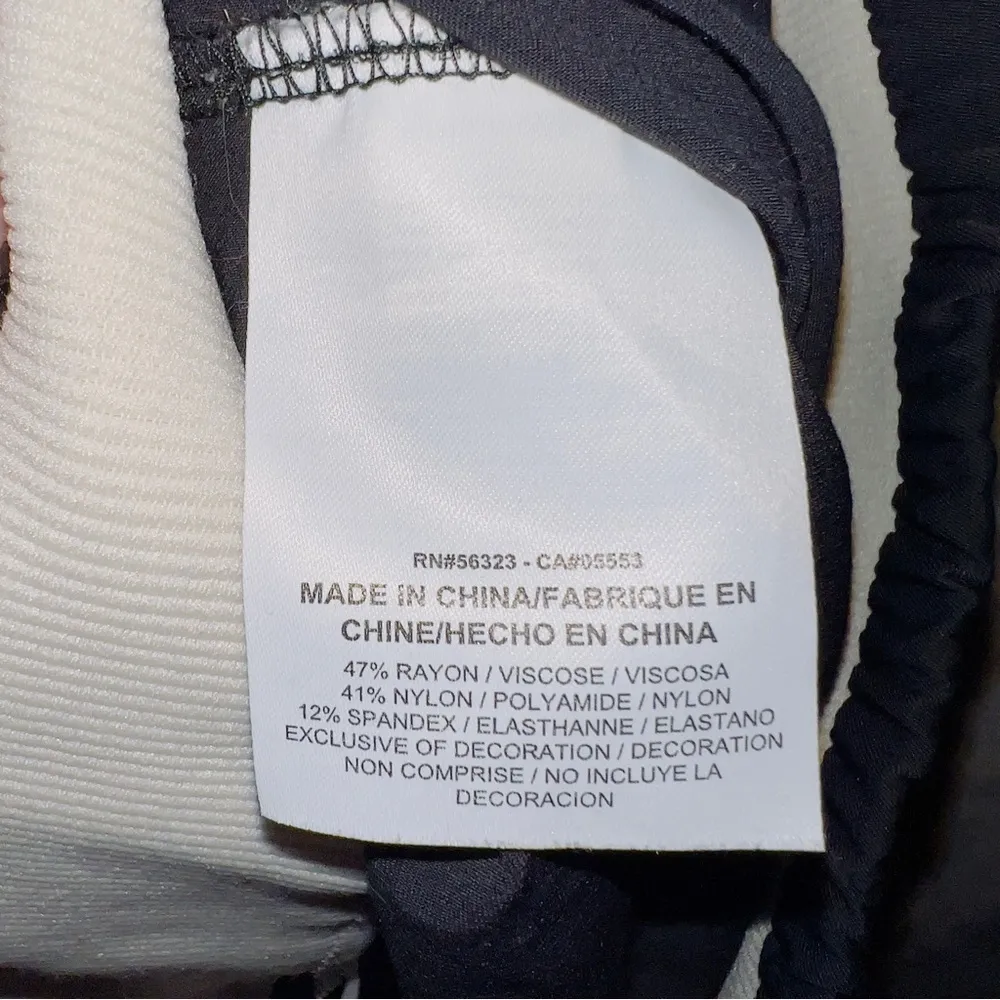 RN#56323 - CA#05553
MADE IN CHINA/FABRIQUE EN
CHINE/HECHO EN CHINA
47% RAYON / VISCOSE / VISCOSA
41% NYLON / POLYAMIDE / NYLON
12% SPANDEX / ELASTHANNE / ELASTANO
EXCLUSIVE OF DECORATION / DECORATION
NON COMPRISE / NO INCLUYE LA
DECORACION